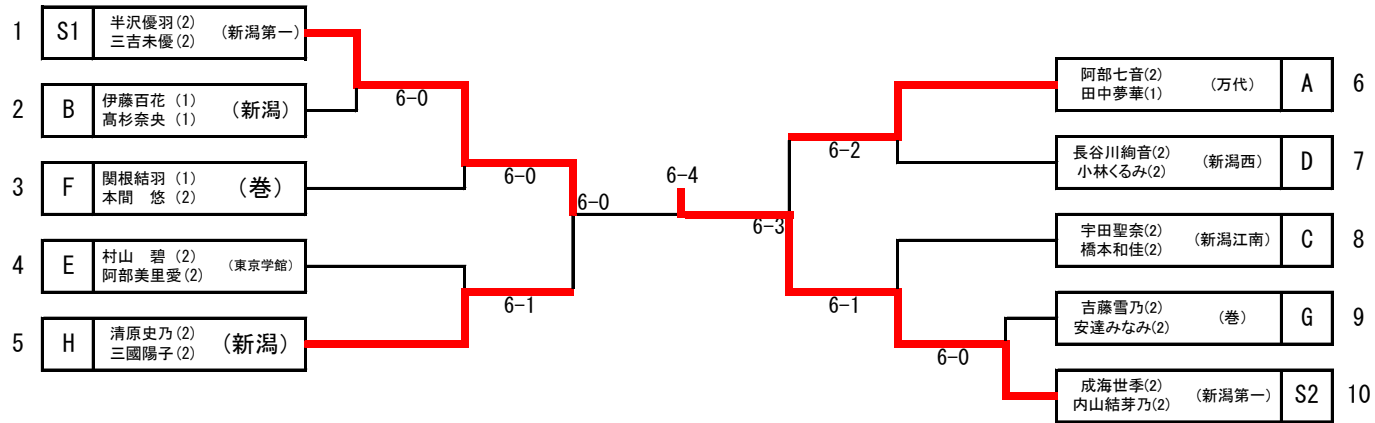 1 S1 半沢優羽(2) (新潟第一)
三吉未優(2)
6-0
2 B 伊藤百花 (1) (新潟)
髙杉奈央 (1)
6-0
3 F 関根結羽 (1) (巻)
本間 悠 (2)
6-0
4 E 村山 碧 (2) (東京学館)
阿部美里愛(2)
6-1
5 H 清原史乃(2) (新潟)
三國陽子(2)
6-4
阿部七音(2) (万代) A 6
田中夢華(1)
6-2
長谷川絢音(2) (新潟西) D 7
小林くるみ(2)
6-3
宇田聖奈(2) (新潟江南) C 8
橋本和佳(2)
6-1
吉藤雪乃(2) (巻) G 9
安達みなみ(2)
6-0
成海世季(2) (新潟第一) S2 10
内山結芽乃(2)